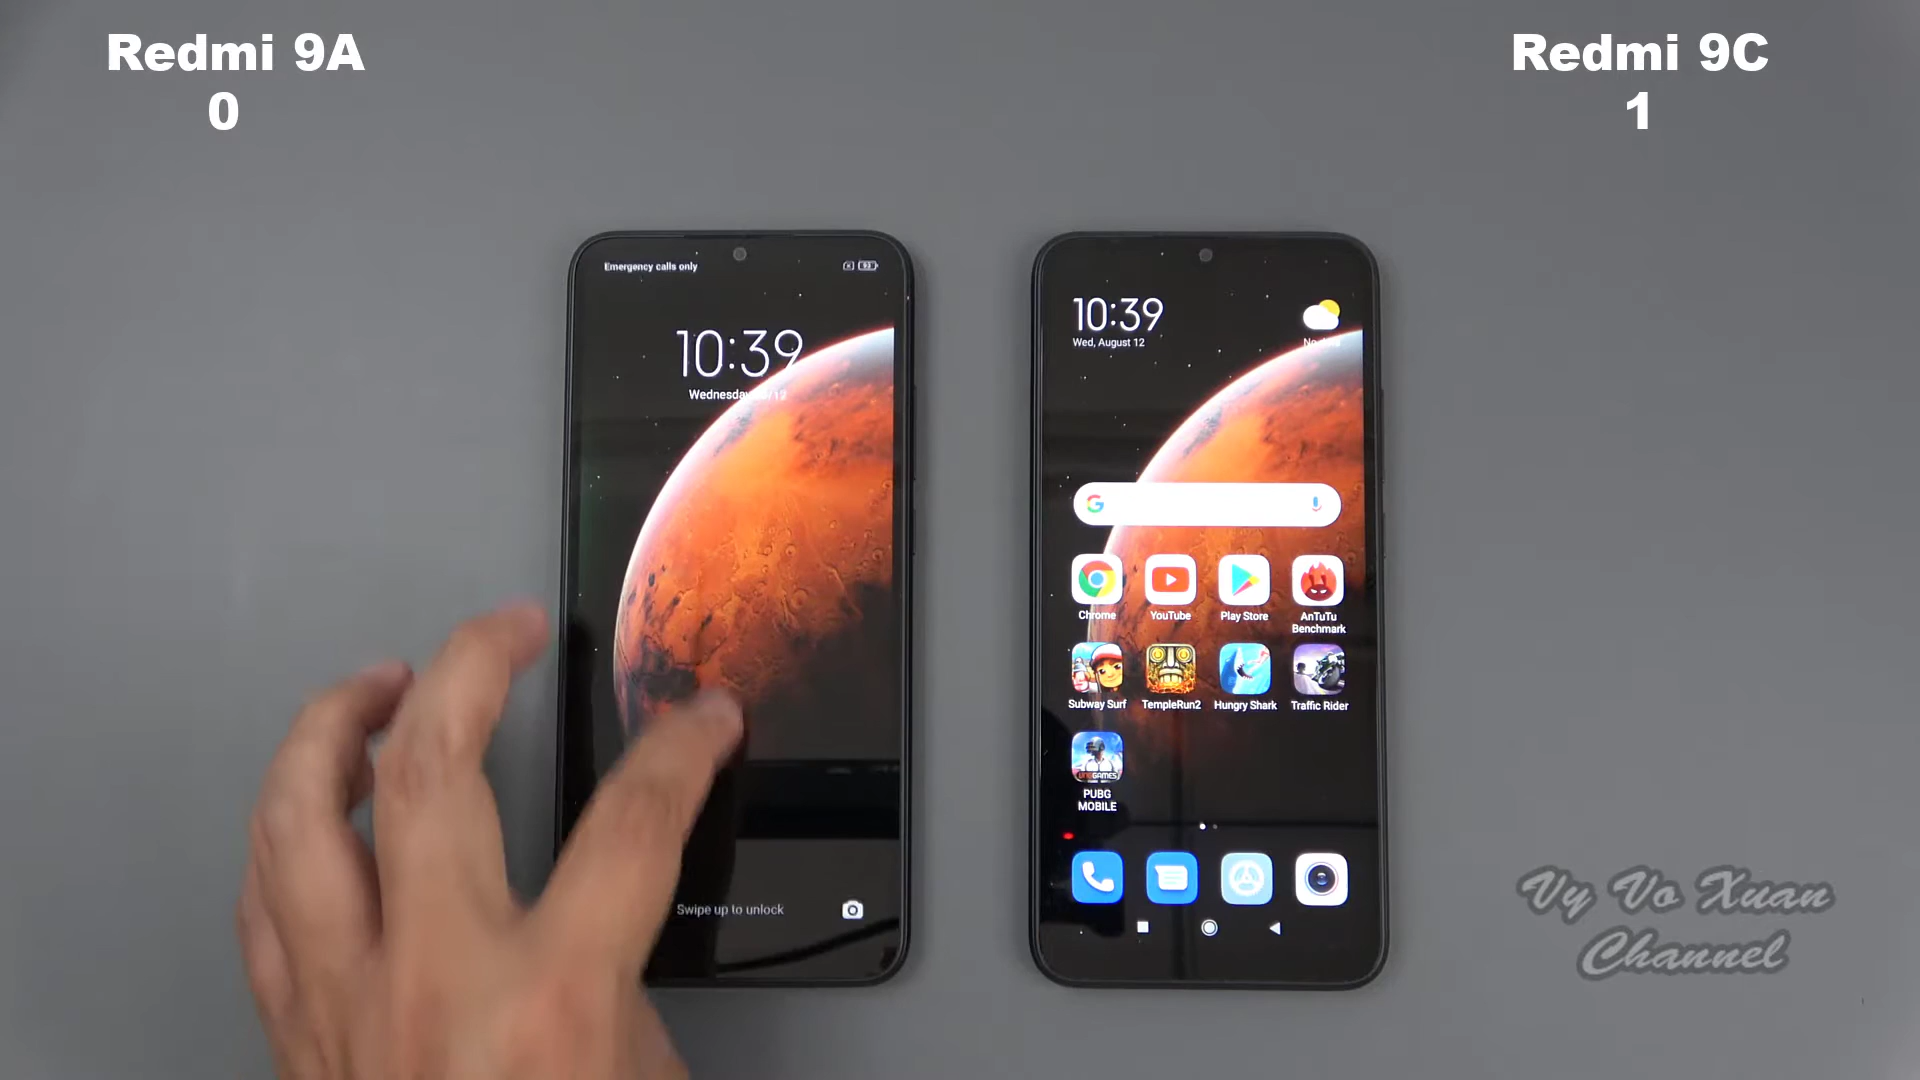 Redmi 9A
0
Redmi 9C
1
Emergency calls only
93
10:39
Swipe up to unlock
10:39
Wed, August 12
G
Chrome
YouTube
Play Store
AnTuTu
Benchmark
Subway Surf
TempleRun2
Hungry Shark
Traffic Rider
PUBG
MOBILE
Vy Vo Xuan
Channel